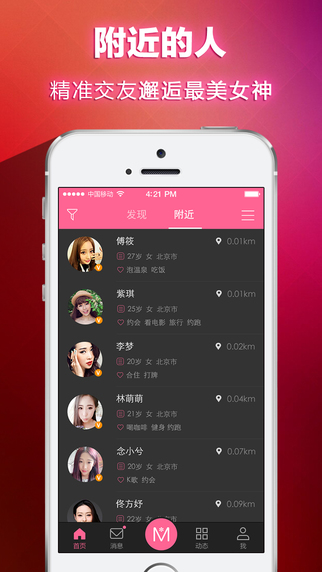 附近的人
精准交友邂逅最美女神
中国移动 4:21 PM
发现 附近
傅筱 0.01km
27岁 女 北京市
泡温泉 吃饭
紫琪 0.01km
25岁 女 北京市
约会 看电影 旅行 约跑
李梦 0.02km
20岁 女 北京市
合住 打牌
林萌萌 0.04km
21岁 女 北京市
喝咖啡 健身 约跑
念小兮 0.07km
20岁 女 北京市
K歌 约会
佟方妤 0.07km
22岁 女 北京市
首页 消息 M 动态 我